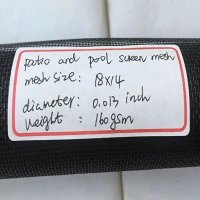 patio and pool screen mesh
mesh size: 18x14
diameter: 0.013 inch
weight : 160gsm